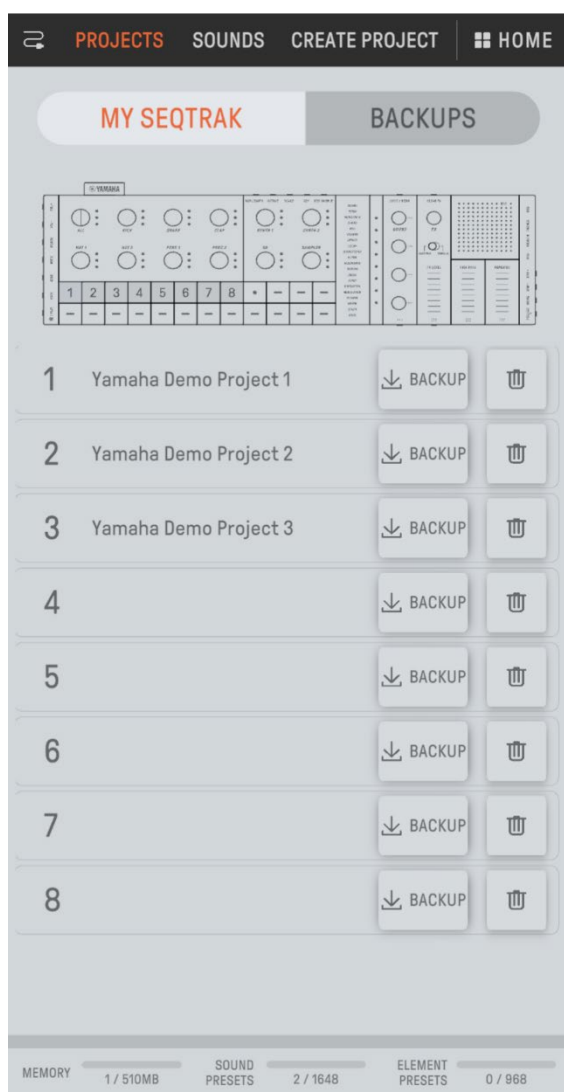 PROJECTS SOUNDS CREATE PROJECT HOME
MY SEQTRAK BACKUPS
YAMAHA
1 2 3 4 5 6 7 8
1 Yamaha Demo Project 1 BACKUP
2 Yamaha Demo Project 2 BACKUP
3 Yamaha Demo Project 3 BACKUP
4 BACKUP
5 BACKUP
6 BACKUP
7 BACKUP
8 BACKUP
MEMORY 1 / 510MB SOUND PRESETS 2 / 1648 ELEMENT PRESETS 0 / 968